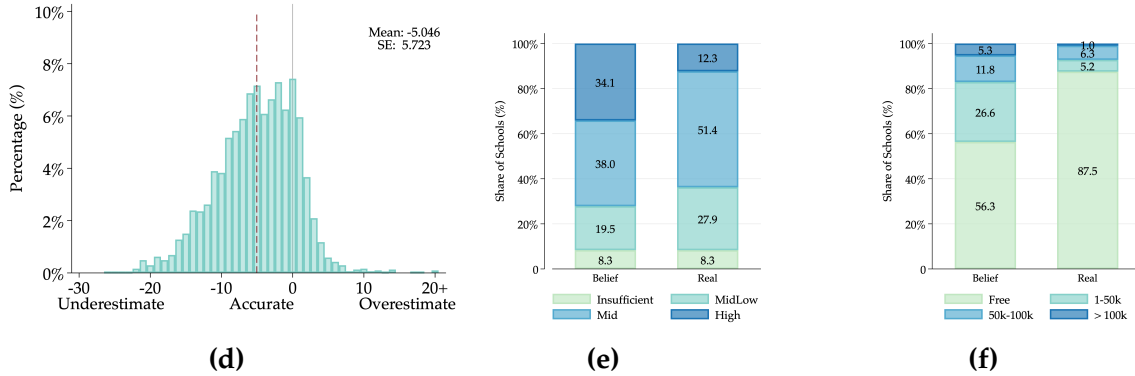 10%
8%
6%
4%
2%
0%
Percentage (%)
Mean: -5.046
SE: 5.723
-30
-20
-10
0
10
20+
Underestimate
Accurate
Overestimate
(d)
100%
80%
60%
40%
20%
0
Share of Schools (%)
34.1
38.0
19.5
8.3
12.3
51.4
27.9
8.3
Belief
Real
Insufficient
MidLow
Mid
High
(e)
100%
80%
60%
40%
20%
0
Share of Schools (%)
5.3
11.8
26.6
56.3
1.0
6.3
5.2
87.5
Belief
Real
Free
1-50k
50k-100k
> 100k
(f)